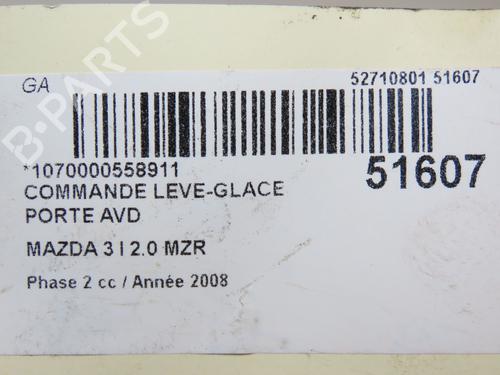 GA
52710801 51607
*1070000558911
51607
COMMANDE LEVE-GLACE
PORTE AVD
MAZDA 3 I 2.0 MZR
Phase 2 cc / Année 2008
B-PARTS